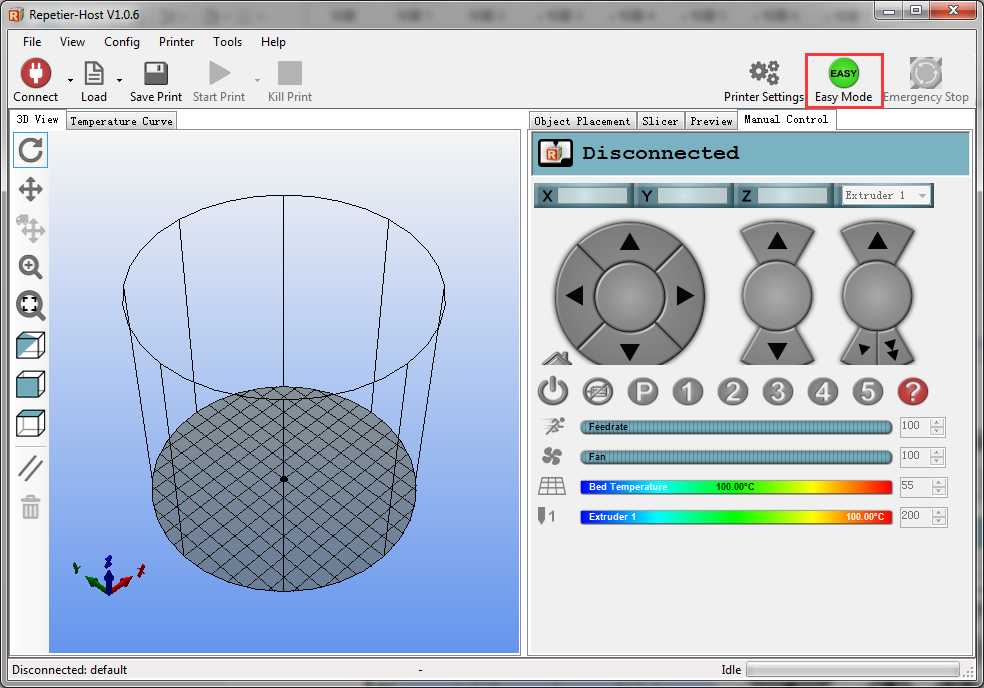 Repetier-Host V1.0.6
File View Config Printer Tools Help
Connect Load Save Print Start Print Kill Print Printer Settings EASY Easy Mode Emergency Stop
3D View Temperature Curve
Object Placement Slicer Preview Manual Control
R Disconnected
X Y Z Extruder 1
P 1 2 3 4 5 ?
Feedrate 100
Fan 100
Bed Temperature 100.00°C 55
1 Extruder 1 100.00°C 200
Y Z X
Disconnected: default - Idle